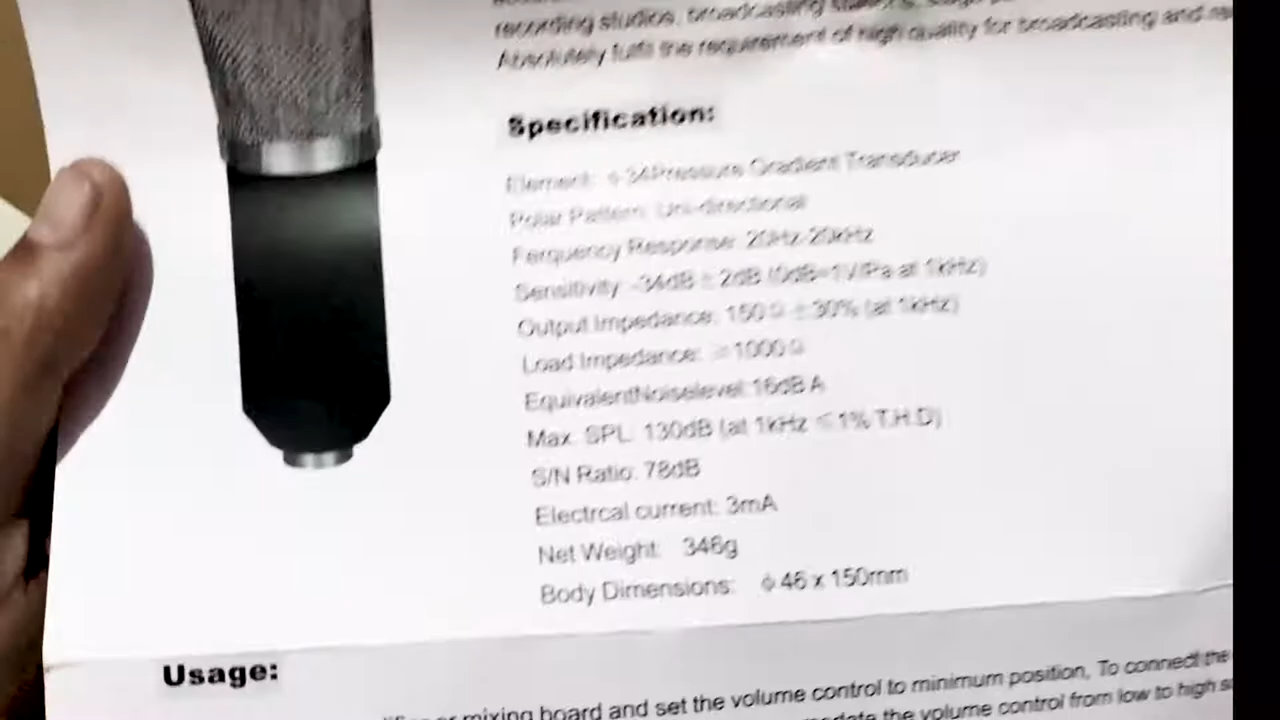 recording studios, broadcasting stations, stage
Absolutely fulfil the requirement of high quality for broadcasting and
Specification:
Element: ϕ34Pressure Gradient Transducer
Polar Pattern: Uni-directional
Ferquency Response: 20Hz-20kHz
Sensitivity: -34dB ± 2dB (0dB=1V/Pa at 1kHz)
Output Impedance: 150Ω ±30% (at 1kHz)
Load Impedance: ≥1000Ω
EquivalentNoiselevel:16dB A
Max. SPL: 130dB (at 1kHz ≤1% T.H.D)
S/N Ratio: 78dB
Electrcal current: 3mA
Net Weight: 346g
Body Dimensions: ϕ46 x 150mm
Usage:
mixing board and set the volume control to minimum position, To connect the
the volume control from low to high